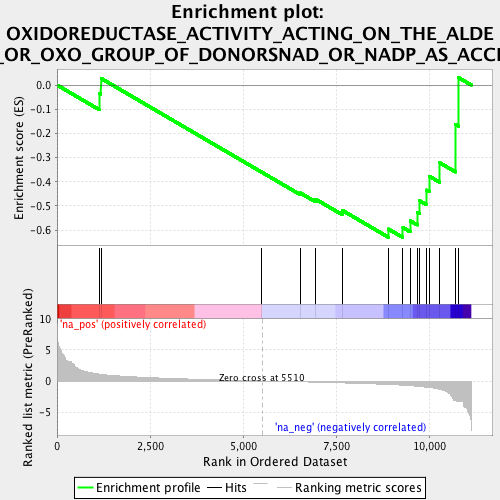 Enrichment plot:
OXIDOREDUCTASE_ACTIVITY_ACTING_ON_THE_ALDE
_OR_OXO_GROUP_OF_DONORSNAD_OR_NADP_AS_ACCE
Enrichment score (ES)
0.0
-0.1
-0.2
-0.3
-0.4
-0.5
-0.6
'na_pos' (positively correlated)
Ranked list metric (PreRanked)
10
5
0
-5
Zero cross at 5510
'na_neg' (negatively correlated)
0
2,500
5,000
7,500
10,000
Rank in Ordered Dataset
Enrichment profile
Hits
Ranking metric scores